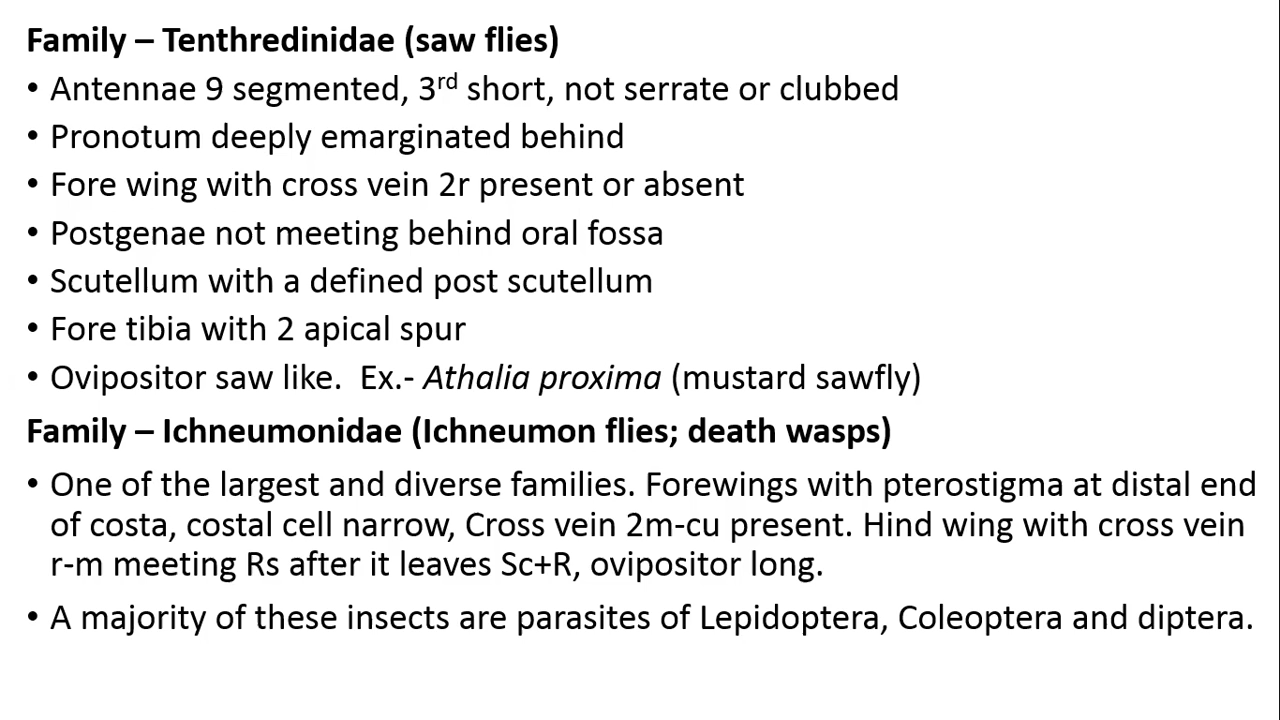 Family – Tenthredinidae (saw flies)
• Antennae 9 segmented, 3rd short, not serrate or clubbed
• Pronotum deeply emarginated behind
• Fore wing with cross vein 2r present or absent
• Postgenae not meeting behind oral fossa
• Scutellum with a defined post scutellum
• Fore tibia with 2 apical spur
• Ovipositor saw like.  Ex.- Athalia proxima (mustard sawfly)
Family – Ichneumonidae (Ichneumon flies; death wasps)
• One of the largest and diverse families. Forewings with pterostigma at distal end
of costa, costal cell narrow, Cross vein 2m-cu present. Hind wing with cross vein
r-m meeting Rs after it leaves Sc+R, ovipositor long.
• A majority of these insects are parasites of Lepidoptera, Coleoptera and diptera.